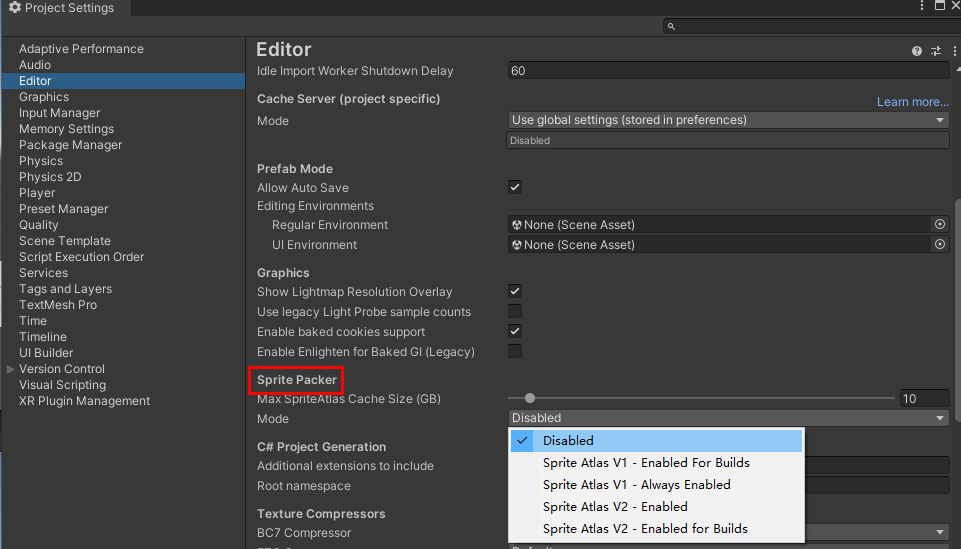 Project Settings
Adaptive Performance
Audio
Editor
Graphics
Input Manager
Memory Settings
Package Manager
Physics
Physics 2D
Player
Preset Manager
Quality
Scene Template
Script Execution Order
Services
Tags and Layers
TextMesh Pro
Time
Timeline
UI Builder
Version Control
Visual Scripting
XR Plugin Management
Editor
Idle Import Worker Shutdown Delay 60
Cache Server (project specific)
Learn more...
Mode Use global settings (stored in preferences)
Disabled
Prefab Mode
Allow Auto Save
Editing Environments
Regular Environment None (Scene Asset)
UI Environment None (Scene Asset)
Graphics
Show Lightmap Resolution Overlay
Use legacy Light Probe sample counts
Enable baked cookies support
Enable Enlighten for Baked GI (Legacy)
Sprite Packer
Max SpriteAtlas Cache Size (GB) 10
Mode Disabled
Disabled
Sprite Atlas V1 - Enabled For Builds
Sprite Atlas V1 - Always Enabled
Sprite Atlas V2 - Enabled
Sprite Atlas V2 - Enabled for Builds
C# Project Generation
Additional extensions to include
Root namespace
Texture Compressors
BC7 Compressor